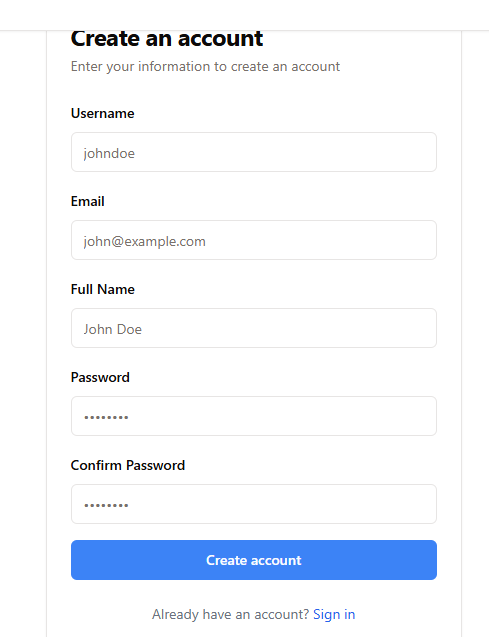 Create an account
Enter your information to create an account
Username
johndoe
Email
john@example.com
Full Name
John Doe
Password
••••••••
Confirm Password
••••••••
Create account
Already have an account? Sign in